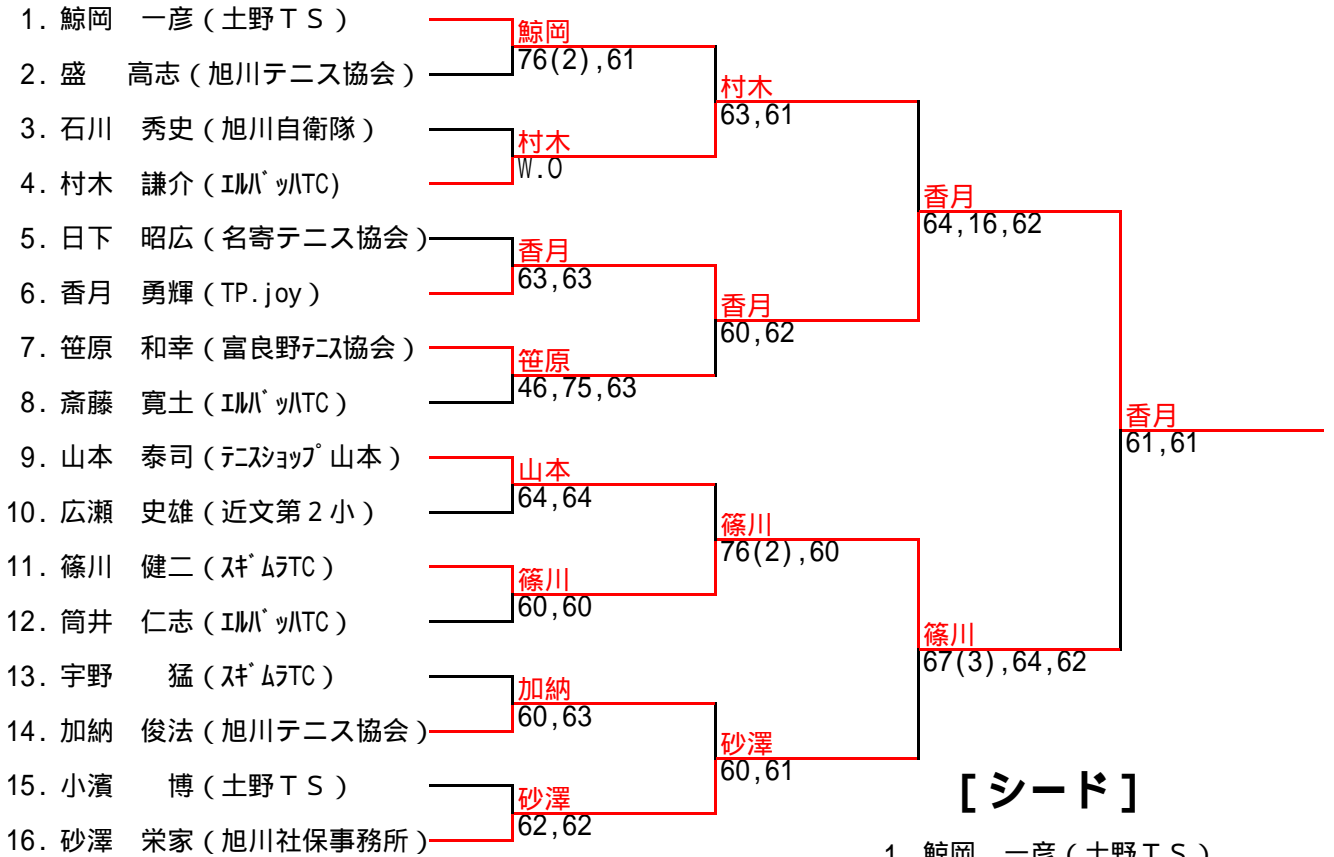 1. 鯨岡　一彦 ( 土野ＴＳ )
2. 盛　 高志 ( 旭川テニス協会 )
3. 石川　秀史 ( 旭川自衛隊 )
4. 村木　謙介 ( ｴﾙﾊﾞｯﾊTC)
5. 日下　昭広 ( 名寄テニス協会 )
6. 香月　勇輝 ( TP.joy )
7. 笹原　和幸 ( 富良野ﾃﾆｽ協会 )
8. 斎藤　寛土 ( ｴﾙﾊﾞｯﾊTC )
9. 山本　泰司 ( ﾃﾆｽｼｮｯﾌﾟ山本 )
10. 広瀬　史雄 ( 近文第２小 )
11. 篠川　健二 ( ｽｷﾞﾑﾗTC )
12. 筒井　仁志 ( ｴﾙﾊﾞｯﾊTC )
13. 宇野　 猛 ( ｽｷﾞﾑﾗTC )
14. 加納　俊法 ( 旭川テニス協会 )
15. 小濱　 博 ( 土野ＴＳ )
16. 砂澤　栄家 ( 旭川社保事務所 )
鯨岡
76(2),61
村木
W.O
香月
63,63
笹原
46,75,63
山本
64,64
篠川
60,60
加納
60,63
砂澤
62,62
村木
63,61
香月
60,62
篠川
76(2),60
砂澤
60,61
香月
64,16,62
篠川
67(3),64,62
香月
61,61
[ シード ]
1. 鯨岡　一彦 ( 土野ＴＳ )